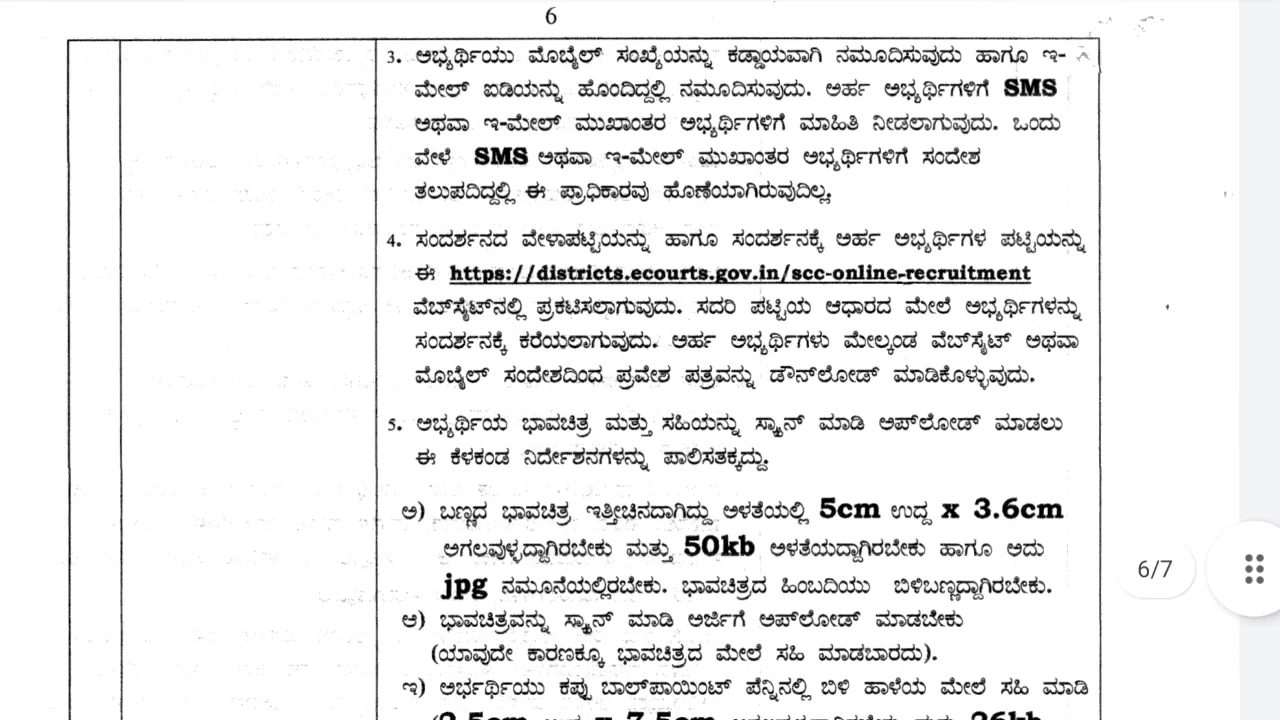 6
3. ಅಭ್ಯರ್ಥಿಯು ಮೊಬೈಲ್ ಸಂಖ್ಯೆಯನ್ನು ಕಡ್ಡಾಯವಾಗಿ ನಮೂದಿಸುವುದು ಹಾಗೂ ಇ-
ಮೇಲ್ ಐಡಿಯನ್ನು ಹೊಂದಿದ್ದಲ್ಲಿ ನಮೂದಿಸುವುದು. ಅರ್ಹ ಅಭ್ಯರ್ಥಿಗಳಿಗೆ SMS
ಅಥವಾ ಇ-ಮೇಲ್ ಮುಖಾಂತರ ಅಭ್ಯರ್ಥಿಗಳಿಗೆ ಮಾಹಿತಿ ನೀಡಲಾಗುವುದು. ಒಂದು
ವೇಳೆ SMS ಅಥವಾ ಇ-ಮೇಲ್ ಮುಖಾಂತರ ಅಭ್ಯರ್ಥಿಗಳಿಗೆ ಸಂದೇಶ
ತಲುಪದಿದ್ದಲ್ಲಿ ಈ ಪ್ರಾಧಿಕಾರವು ಹೊಣೆಯಾಗಿರುವುದಿಲ್ಲ.
4. ಸಂದರ್ಶನದ ವೇಳಾಪಟ್ಟಿಯನ್ನು ಹಾಗೂ ಸಂದರ್ಶನಕ್ಕೆ ಅರ್ಹ ಅಭ್ಯರ್ಥಿಗಳ ಪಟ್ಟಿಯನ್ನು
ಈ https://districts.ecourts.gov.in/scc-online-recruitment
ವೆಬ್‌ಸೈಟ್‌ನಲ್ಲಿ ಪ್ರಕಟಿಸಲಾಗುವುದು. ಸದರಿ ಪಟ್ಟಿಯ ಆಧಾರದ ಮೇಲೆ ಅಭ್ಯರ್ಥಿಗಳನ್ನು
ಸಂದರ್ಶನಕ್ಕೆ ಕರೆಯಲಾಗುವುದು. ಅರ್ಹ ಅಭ್ಯರ್ಥಿಗಳು ಮೇಲ್ಕಂಡ ವೆಬ್‌ಸೈಟ್ ಅಥವಾ
ಮೊಬೈಲ್ ಸಂದೇಶದಿಂದ ಪ್ರವೇಶ ಪತ್ರವನ್ನು ಡೌನ್‌ಲೋಡ್ ಮಾಡಿಕೊಳ್ಳುವುದು.
5. ಅಭ್ಯರ್ಥಿಯ ಭಾವಚಿತ್ರ ಮತ್ತು ಸಹಿಯನ್ನು ಸ್ಕ್ಯಾನ್ ಮಾಡಿ ಅಪ್‌ಲೋಡ್ ಮಾಡಲು
ಈ ಕೆಳಕಂಡ ನಿರ್ದೇಶನಗಳನ್ನು ಪಾಲಿಸತಕ್ಕದ್ದು.
ಅ) ಬಣ್ಣದ ಭಾವಚಿತ್ರ ಇತ್ತೀಚಿನದಾಗಿದ್ದು ಅಳತೆಯಲ್ಲಿ 5cm ಉದ್ದ x 3.6cm
ಅಗಲವುಳ್ಳದ್ದಾಗಿರಬೇಕು ಮತ್ತು 50kb ಅಳತೆಯದ್ದಾಗಿರಬೇಕು ಹಾಗೂ ಅದು
jpg ನಮೂನೆಯಲ್ಲಿರಬೇಕು. ಭಾವಚಿತ್ರದ ಹಿಂಬದಿಯು ಬಿಳಿಬಣ್ಣದ್ದಾಗಿರಬೇಕು.
ಆ) ಭಾವಚಿತ್ರವನ್ನು ಸ್ಕ್ಯಾನ್ ಮಾಡಿ ಅರ್ಜಿಗೆ ಅಪ್‌ಲೋಡ್ ಮಾಡಬೇಕು
(ಯಾವುದೇ ಕಾರಣಕ್ಕೂ ಭಾವಚಿತ್ರದ ಮೇಲೆ ಸಹಿ ಮಾಡಬಾರದು).
6/7
ಇ) ಅರ್ಭರ್ಥಿಯು ಕಪ್ಪು ಬಾಲ್‌ಪಾಯಿಂಟ್ ಪೆನ್ನಿನಲ್ಲಿ ಬಿಳಿ ಹಾಳೆಯ ಮೇಲೆ ಸಹಿ ಮಾಡಿ